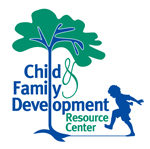 Child &
Family
Development
Resource
Center